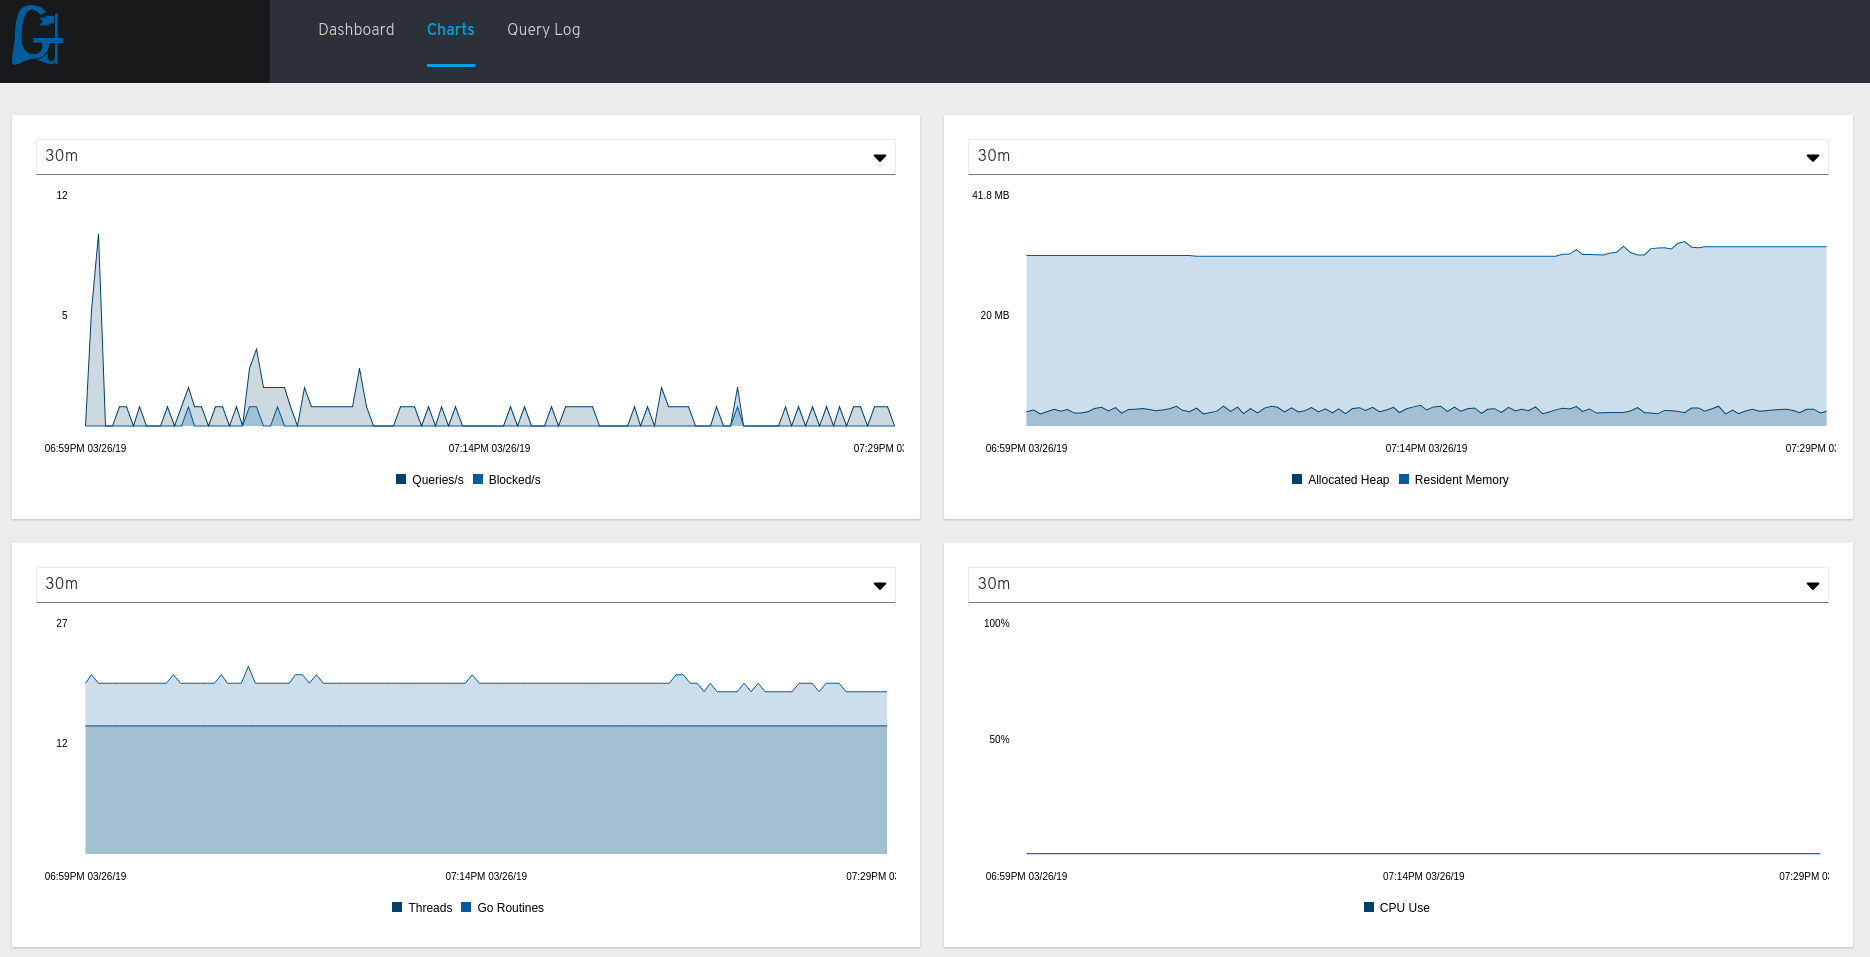 Dashboard Charts Query Log
30m
12
5
06:59PM 03/26/19 07:14PM 03/26/19 07:29PM 0
Queries/s Blocked/s
30m
41.8 MB
20 MB
06:59PM 03/26/19 07:14PM 03/26/19 07:29PM 0
Allocated Heap Resident Memory
30m
27
12
06:59PM 03/26/19 07:14PM 03/26/19 07:29PM 0
Threads Go Routines
30m
100%
50%
06:59PM 03/26/19 07:14PM 03/26/19 07:29PM 0
CPU Use